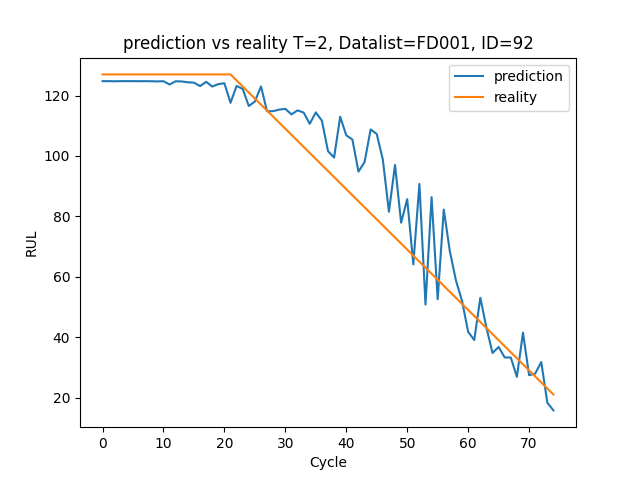 prediction vs reality T=2, Datalist=FD001, ID=92
prediction
reality
120
100
80
60
40
20
RUL
0 10 20 30 40 50 60 70
Cycle